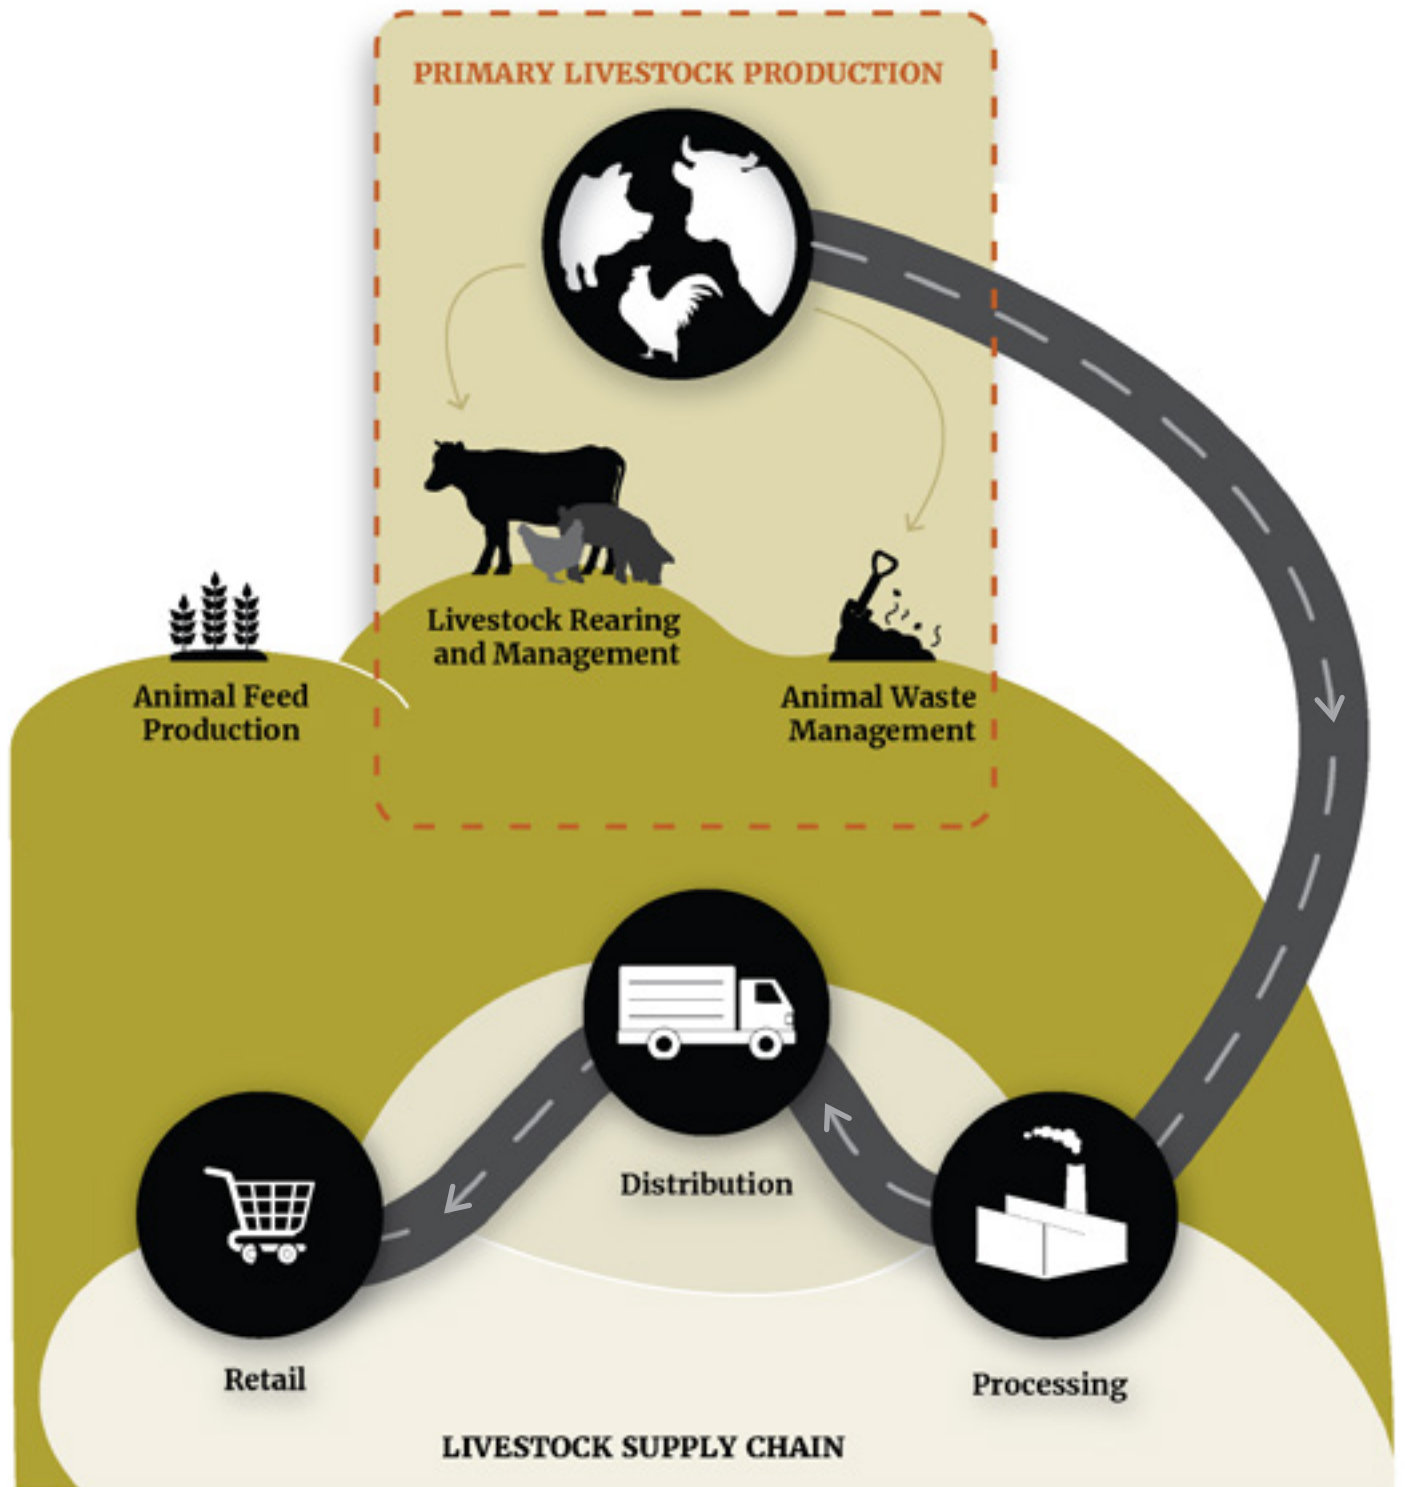 PRIMARY LIVESTOCK PRODUCTION
Livestock Rearing
and Management
Animal Feed
Production
Animal Waste
Management
Distribution
Retail
Processing
LIVESTOCK SUPPLY CHAIN